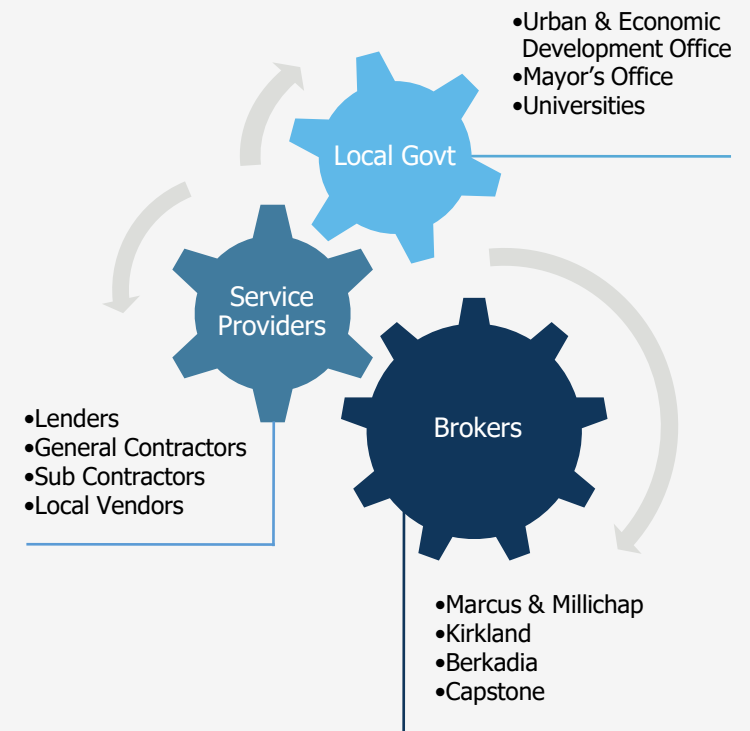 •Urban & Economic
Development Office
•Mayor’s Office
•Universities
Local Govt
Service
Providers
•Lenders
•General Contractors
•Sub Contractors
•Local Vendors
Brokers
•Marcus & Millichap
•Kirkland
•Berkadia
•Capstone